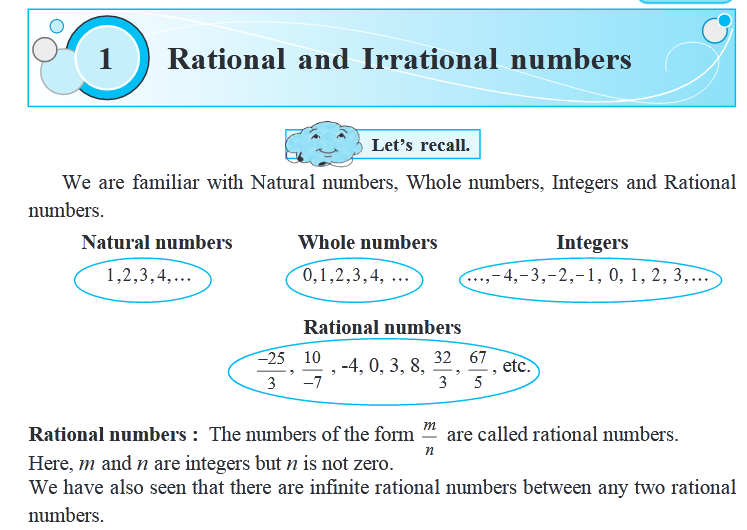 1 Rational and Irrational numbers
Let's recall.
We are familiar with Natural numbers, Whole numbers, Integers and Rational
numbers.
Natural numbers Whole numbers Integers
1,2,3,4,... 0,1,2,3,4, ... ...,−4,−3,−2,−1, 0, 1, 2, 3,...
Rational numbers
−25/3, 10/−7, -4, 0, 3, 8, 32/3, 67/5, etc.
Rational numbers : The numbers of the form m/n are called rational numbers.
Here, m and n are integers but n is not zero.
We have also seen that there are infinite rational numbers between any two rational
numbers.